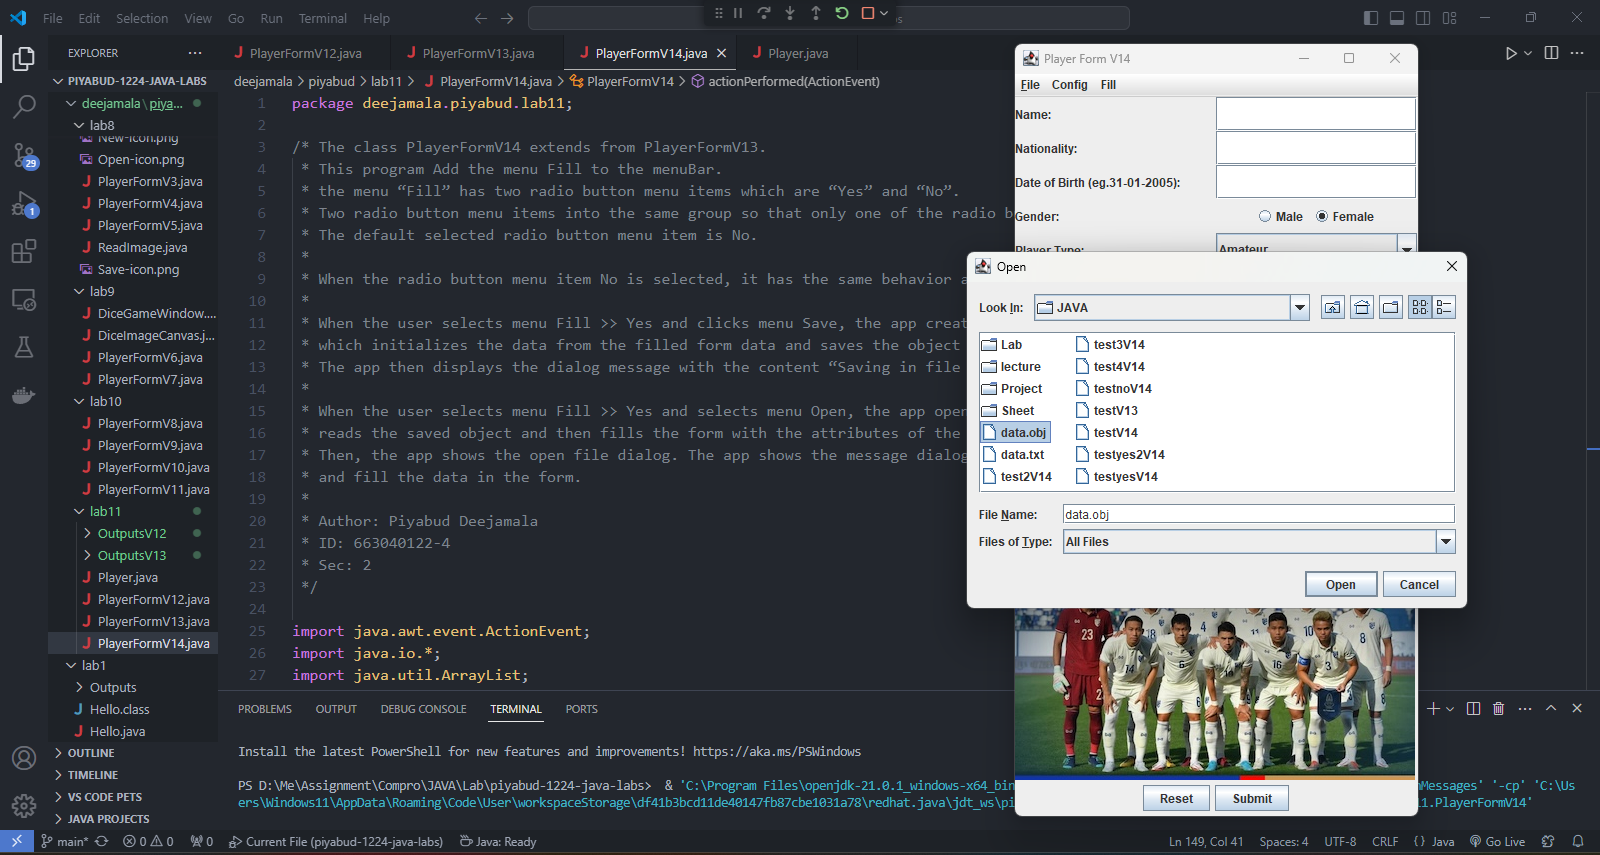 File Edit Selection View Go Run Terminal Help
EXPLORER
PIYABUD-1224-JAVA-LABS
deejamala\piya...
lab8
New-icon.png
Open-icon.png
PlayerFormV3.java
PlayerFormV4.java
PlayerFormV5.java
ReadImage.java
Save-icon.png
lab9
DiceGameWindow....
DiceImageCanvas.j...
PlayerFormV6.java
PlayerFormV7.java
lab10
PlayerFormV8.java
PlayerFormV9.java
PlayerFormV10.java
PlayerFormV11.java
lab11
OutputsV12
OutputsV13
Player.java
PlayerFormV12.java
PlayerFormV13.java
PlayerFormV14.java
lab1
Outputs
Hello.class
Hello.java
OUTLINE
TIMELINE
VS CODE PETS
JAVA PROJECTS
29
1
PlayerFormV12.java PlayerFormV13.java PlayerFormV14.java Player.java
deejamala > piyabud > lab11 > PlayerFormV14.java > PlayerFormV14 > actionPerformed(ActionEvent)
1 package deejamala.piyabud.lab11;
2
3 /* The class PlayerFormV14 extends from PlayerFormV13.
4 * This program Add the menu Fill to the menuBar.
5 * the menu “Fill” has two radio button menu items which are “Yes” and “No”.
6 * Two radio button menu items into the same group so that only one of the radio b
7 * The default selected radio button menu item is No.
8 *
9 * When the radio button menu item No is selected, it has the same behavior a
10 *
11 * When the user selects menu Fill >> Yes and clicks menu Save, the app creat
12 * which initializes the data from the filled form data and saves the object
13 * The app then displays the dialog message with the content “Saving in file
14 *
15 * When the user selects menu Fill >> Yes and selects menu Open, the app open
16 * reads the saved object and then fills the form with the attributes of the
17 * Then, the app shows the open file dialog. The app shows the message dialog
18 * and fill the data in the form.
19 *
20 * Author: Piyabud Deejamala
21 * ID: 663040122-4
22 * Sec: 2
23 */
24
25 import java.awt.event.ActionEvent;
26 import java.io.*;
27 import java.util.ArrayList;
Player Form V14
File Config Fill
Name:
Nationality:
Date of Birth (eg.31-01-2005):
Gender: Male Female
Player Type: Amateur
Open
Look In: JAVA
Lab
lecture
Project
Sheet
data.obj
data.txt
test2V14
test3V14
test4V14
testnoV14
testV13
testV14
testyes2V14
testyesV14
File Name: data.obj
Files of Type: All Files
Open Cancel
23
14
6
4
16
3
8
Reset Submit
PROBLEMS OUTPUT DEBUG CONSOLE TERMINAL PORTS
Install the latest PowerShell for new features and improvements! https://aka.ms/PSWindows
PS D:\Me\Assignment\Compro\JAVA\Lab\piyabud-1224-java-labs> & 'C:\Program Files\openjdk-21.0.1_windows-x64_bin nMessages' '-cp' 'C:\Us
ers\Windows11\AppData\Roaming\Code\User\workspaceStorage\df41b3bcd11de40147fb87cbe1031a78\redhat.java\jdt_ws\pi 1.PlayerFormV14'
main* 0 0 0 Current File (piyabud-1224-java-labs) Java: Ready Ln 149, Col 41 Spaces: 4 UTF-8 CRLF {} Java Go Live